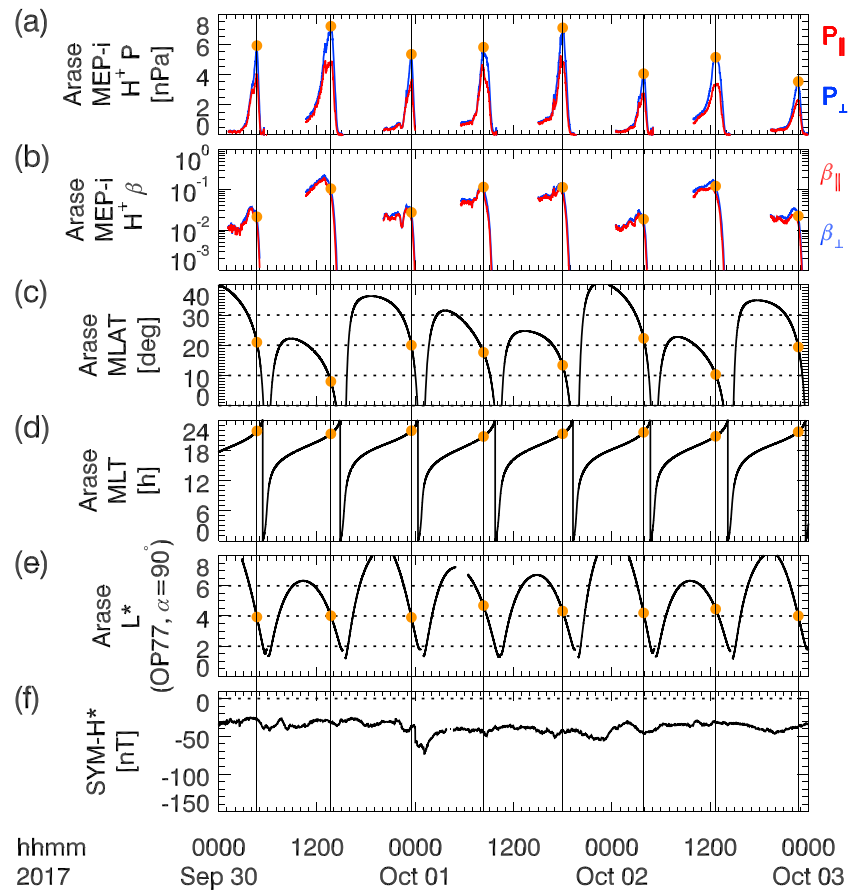 (a)
Arase
MEP-i
H⁺ P
[nPa]
8
6
4
2
0
P∥
P⊥
(b)
Arase
MEP-i
H⁺ β
10⁰
10⁻¹
10⁻²
10⁻³
β∥
β⊥
(c)
Arase
MLAT
[deg]
40
30
20
10
0
(d)
Arase
MLT
[h]
24
18
12
6
0
(e)
Arase
L*
(OP77, α=90°)
8
6
4
2
0
(f)
SYM-H*
[nT]
0
-50
-100
-150
hhmm 0000 1200 0000 1200 0000 1200 0000
2017 Sep 30 Oct 01 Oct 02 Oct 03